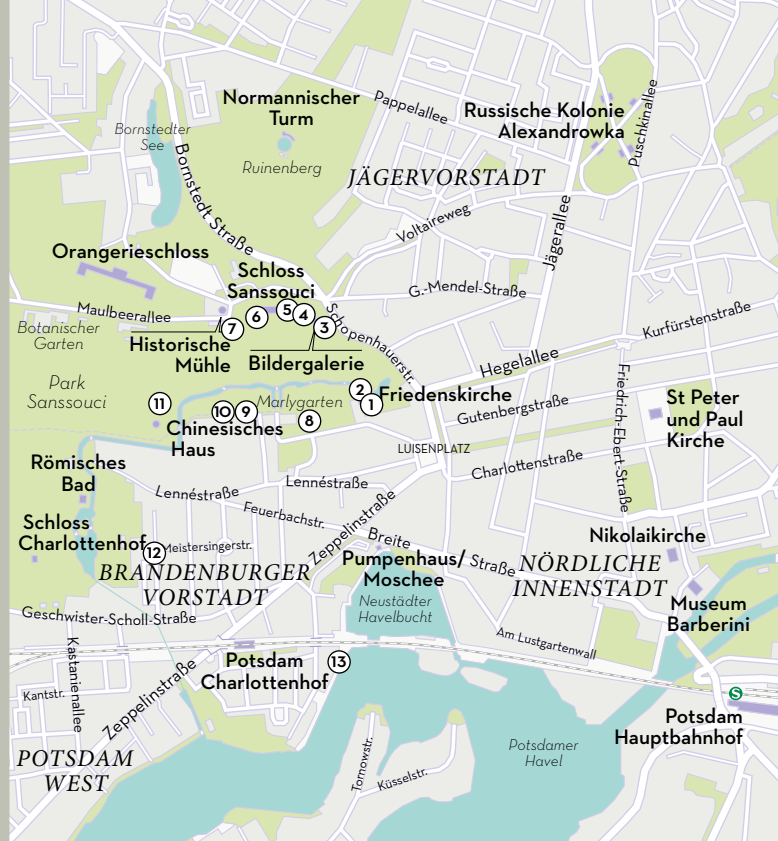 Normannischer
Turm
Pappelallee
Russische Kolonie
Alexandrowka
Puschkinallee
Bornstedter
See
Ruinenberg
JÄGERVORSTADT
Bornstedt Straße
Voltaireweg
Jägerallee
Orangerieschloss
Schloss
Sanssouci
G.-Mendel-Straße
Maulbeerallee
5
4
6
3
7
Schopenhauerstr.
Kurfürstenstraße
Botanischer
Garten
Historische
Mühle
Bildergalerie
Hegelallee
Park
Sanssouci
11
10
9
Marlygarten
8
2
1
Friedenskirche
Gutenbergstraße
Friedrich-Ebert-Straße
St Peter
und Paul
Kirche
Chinesisches
Haus
LUISENPLATZ
Römisches
Bad
Charlottenstraße
Lennéstraße
Lennéstraße
Feuerbachstr.
Zeppelinstraße
Schloss
Charlottenhof
12
Meistersingerstr.
Breite
Straße
Nikolaikirche
Pumpenhaus/
Moschee
NÖRDLICHE
INNENSTADT
BRANDENBURGER
VORSTADT
Neustädter
Havelbucht
Museum
Barberini
Geschwister-Scholl-Straße
Am Lustgartenwall
Kastanienallee
Potsdam
Charlottenhof
13
S
Kantstr.
Zeppelinstraße
Potsdam
Hauptbahnhof
POTSDAM
WEST
Tornowstr.
Küsselstr.
Potsdamer
Havel